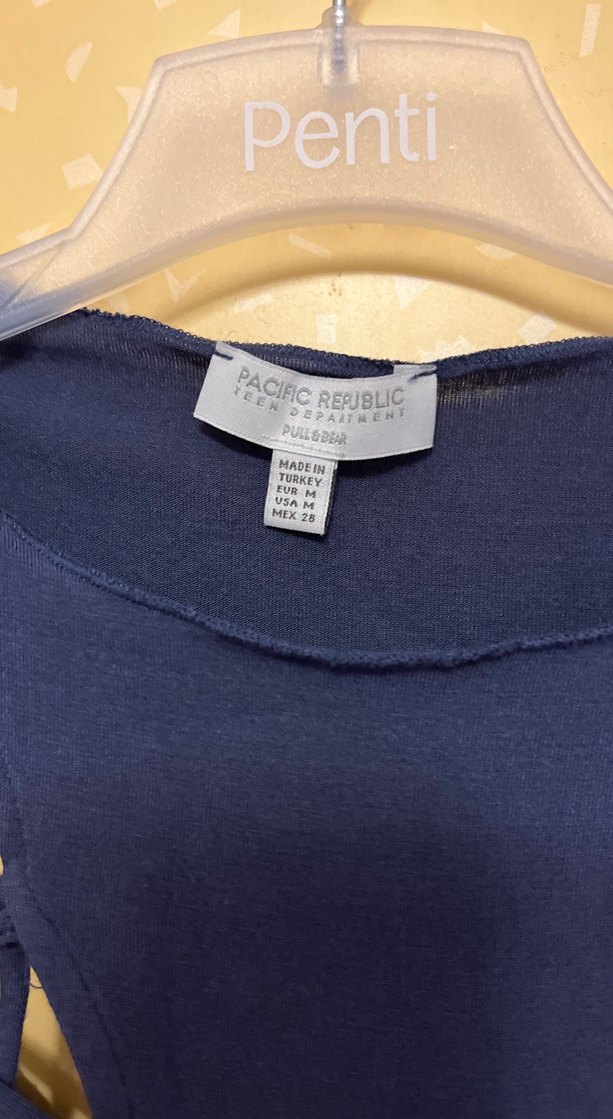 Penti
PACIFIC REPUBLIC
TEEN DEPARTMENT
PULL&BEAR
MADE IN
TURKEY
EUR M
USA M
MEX 28